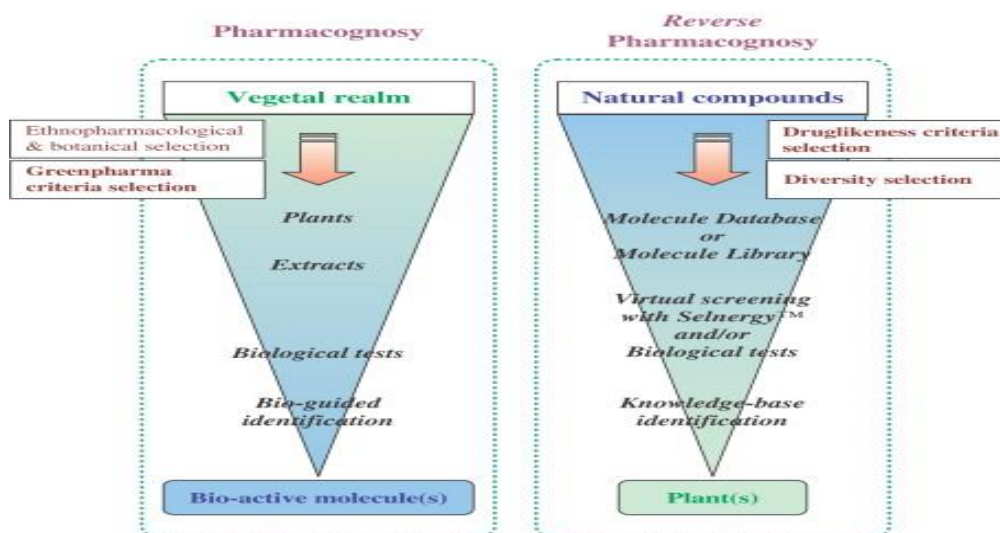 Pharmacognosy
Vegetal realm
Ethnopharmacological
& botanical selection
Greenpharma
criteria selection
Plants
Extracts
Biological tests
Bio-guided
identification
Bio-active molecule(s)
Reverse
Pharmacognosy
Natural compounds
Druglikeness criteria
selection
Diversity selection
Molecule Database
or
Molecule Library
Virtual screening
with Selnergy™
and/or
Biological tests
Knowledge-base
identification
Plant(s)